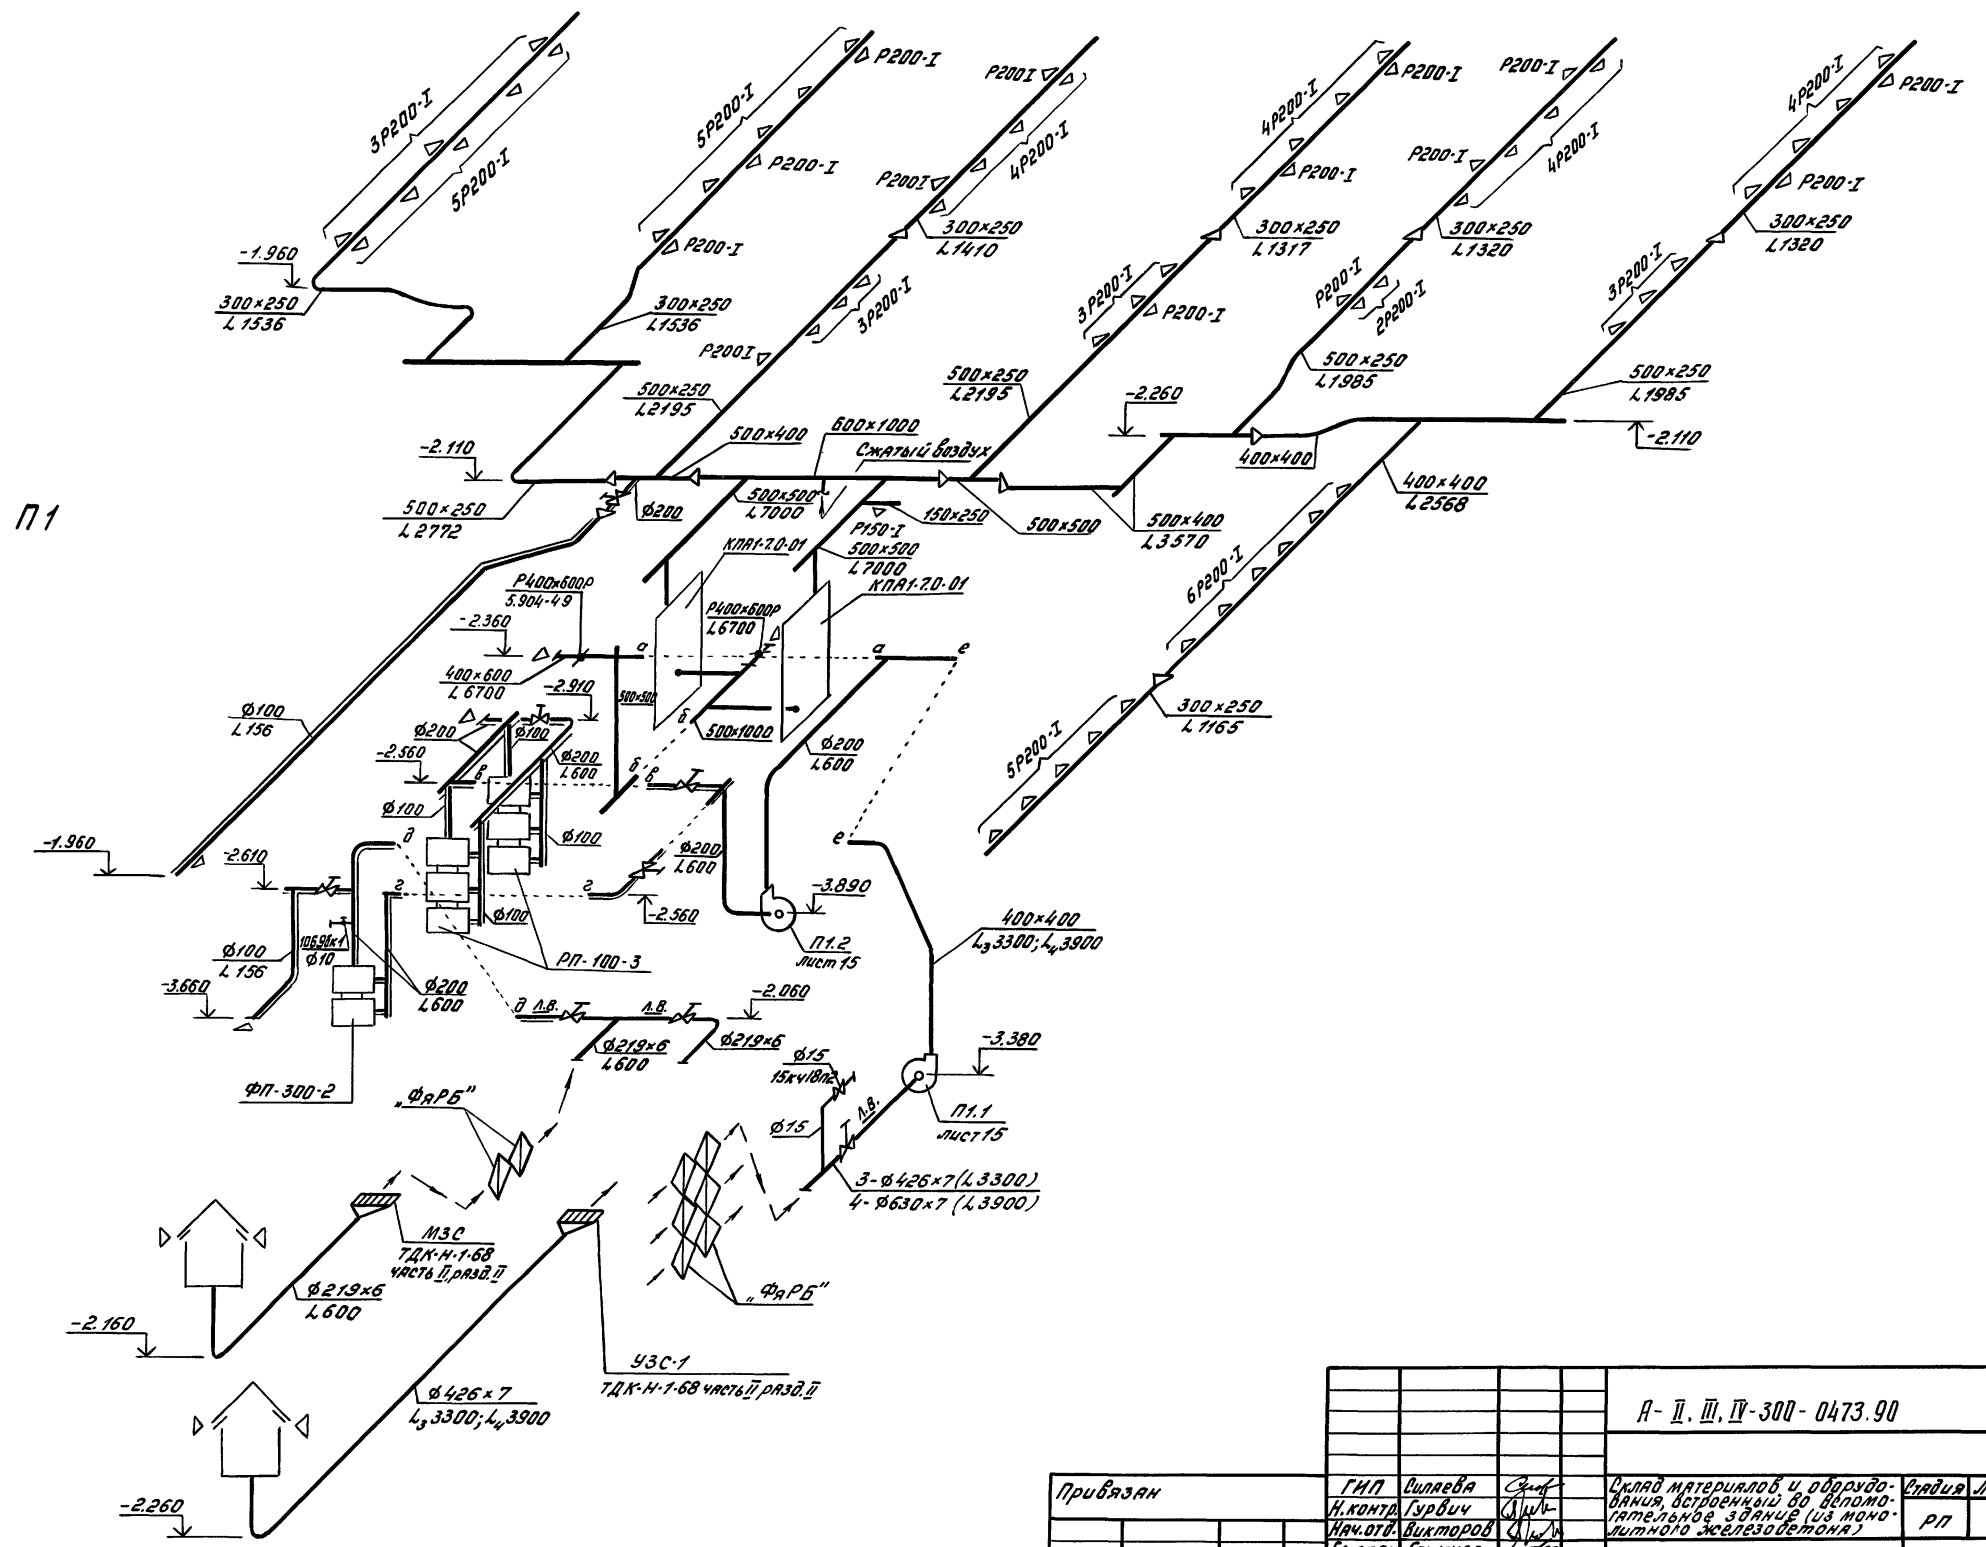 П1
3Р200-I
5Р200-I
-1.960
300×250
L1536
5Р200-I
Р200-I
Р200-I
Р200-I
300×250
L1536
Р200I
Р200I
4Р200-I
300×250
L1410
3Р200-I
Р200I
500×250
L2195
4Р200-I
Р200-I
Р200-I
300×250
L1317
3Р200-I
Р200-I
500×250
L2195
Р200-I
Р200-I
4Р200-I
300×250
L1320
Р200-I
2Р200-I
500×250
L1985
4Р200-I
Р200-I
Р200-I
300×250
L1320
3Р200-I
500×250
L1985
-2.260
-2.110
400×400
-2.110
500×250
L2772
500×400
600×1000
Сжатый воздух
Ф200
500×500
L7000
150×250
Р150-I
500×500
L7000
500×500
500×400
L3570
400×400
L2568
6Р200-I
300×250
L1165
5Р200-I
КПА1-7.0-01
КПА1-7.0-01
Р400×600Р
5.904-49
Р400×600Р
L6700
-2.360
400×600
L6700
а
а
е
500×500
-2.910
б
500×1000
Ф100
L156
Ф200
Ф100
Ф200
L600
-2.560
в
б
в
Ф200
L600
Ф100
Ф100
-1.960
-2.610
д
г
г
Ф200
L600
е
-2.560
-3.890
Ф100
Ф100
L156
Ф10
Ф200
L600
РП-100-3
П1.2
лист 15
400×400
L₃3300; L₄3900
-3.660
д
л.в.
л.в.
-2.060
Ф219×6
L600
Ф219×6
-3.380
ФП-300-2
Ф15
15кч18п2
л.в.
П1.1
лист 15
„ФяРБ"
Ф15
3-Ф426×7(L3300)
4-Ф630×7 (L3900)
МЗС
ТДК-Н-1-68
часть II, разд. II
Ф219×6
L600
„ФяРБ"
-2.160
УЗС-1
ТДК-Н-1-68 часть II разд. II
Ф426×7
L₃3300; L₄3900
-2.260
А- II, III, IV-300-0473.90
Привязан
ГИП Силаева
Н.контр. Гурвич
Нач.отд. Викторов
Склад материалов и оборудо-
вания, встроенный во вспомо-
гательное здание (из моно-
литного железобетона)
Стадия
РП